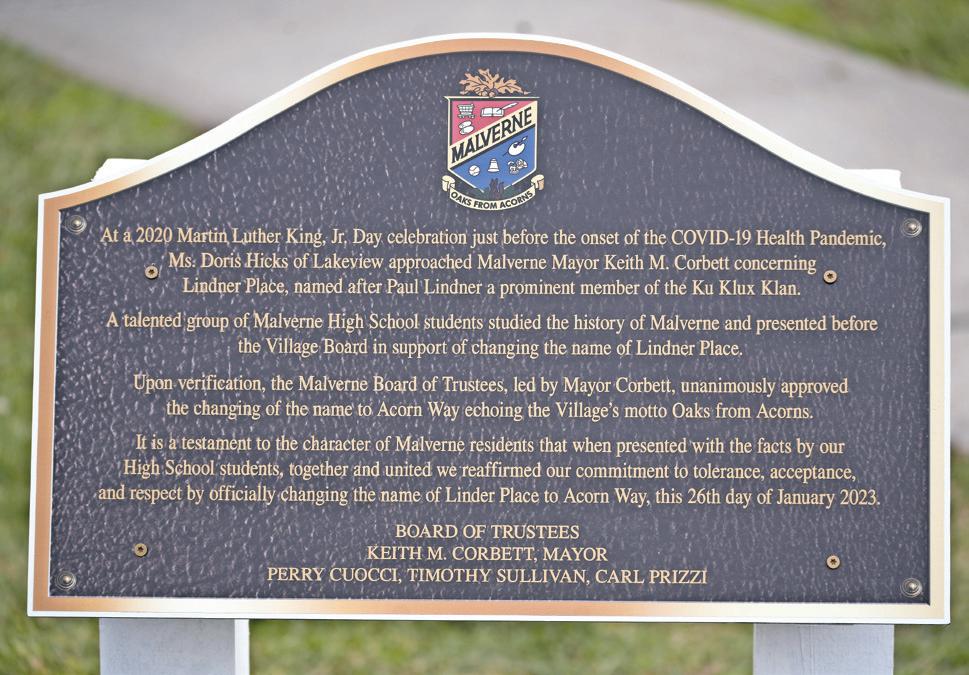 MALVERNE
OAKS FROM ACORNS
At a 2020 Martin Luther King, Jr. Day celebration just before the onset of the COVID-19 Health Pandemic,
Ms. Doris Hicks of Lakeview approached Malverne Mayor Keith M. Corbett concerning
Lindner Place, named after Paul Lindner a prominent member of the Ku Klux Klan.
A talented group of Malverne High School students studied the history of Malverne and presented before
the Village Board in support of changing the name of Lindner Place.
Upon verification, the Malverne Board of Trustees, led by Mayor Corbett, unanimously approved
the changing of the name to Acorn Way echoing the Village's motto Oaks from Acorns.
It is a testament to the character of Malverne residents that when presented with the facts by our
High School students, together and united we reaffirmed our commitment to tolerance, acceptance,
and respect by officially changing the name of Linder Place to Acorn Way, this 26th day of January 2023.
BOARD OF TRUSTEES
KEITH M. CORBETT, MAYOR
PERRY CUOCCI, TIMOTHY SULLIVAN, CARL PRIZZI